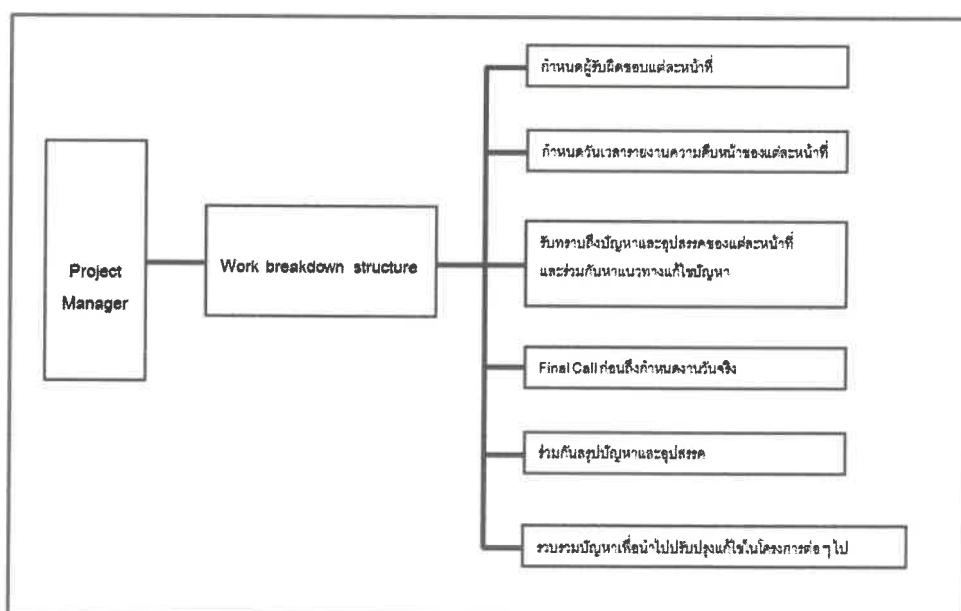 กำหนดผู้รับผิดชอบแต่ละหน้าที่
กำหนดวันเวลารายงานความคืบหน้าของแต่ละหน้าที่
รับทราบถึงปัญหาและอุปสรรคของแต่ละหน้าที่
และร่วมกันหาแนวทางแก้ไขปัญหา
Project
Manager
Work breakdown structure
Final Call ก่อนถึงกำหนดงานวันจริง
ร่วมกันสรุปปัญหาและอุปสรรค
รวบรวมปัญหาเพื่อนำไปปรับปรุงแก้ไขในโครงการต่อๆไป